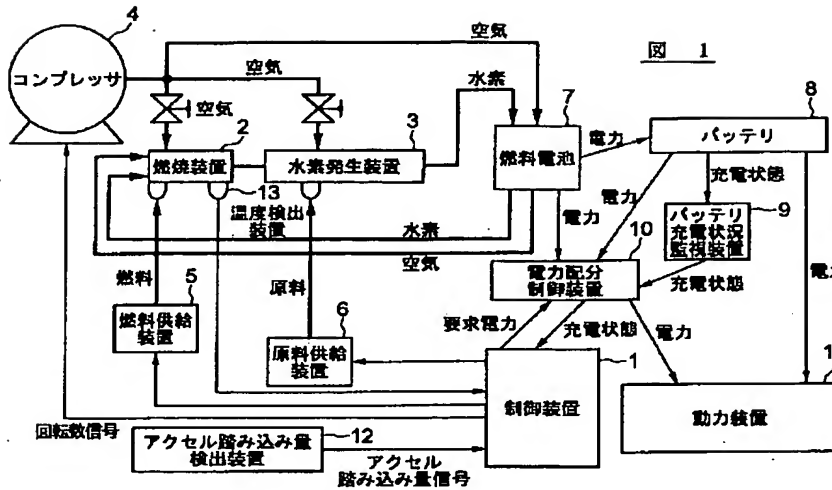 図 1
4
コンプレッサ
空気
空気
空気
水素
2
燃焼装置
3
水素発生装置
7
燃料電池
8
バッテリ
電力
電力
充電状態
バッテリ
充電状況
監視装置
9
13
温度検出
装置
水素
空気
電力
10
電力配分
制御装置
充電状態
燃料
5
燃料供給
装置
原料
6
原料供給
装置
要求電力
充電状態
電力
1
制御装置
動力装置
回転数信号
アクセル踏み込み量
検出装置
12
アクセル
踏み込み量信号